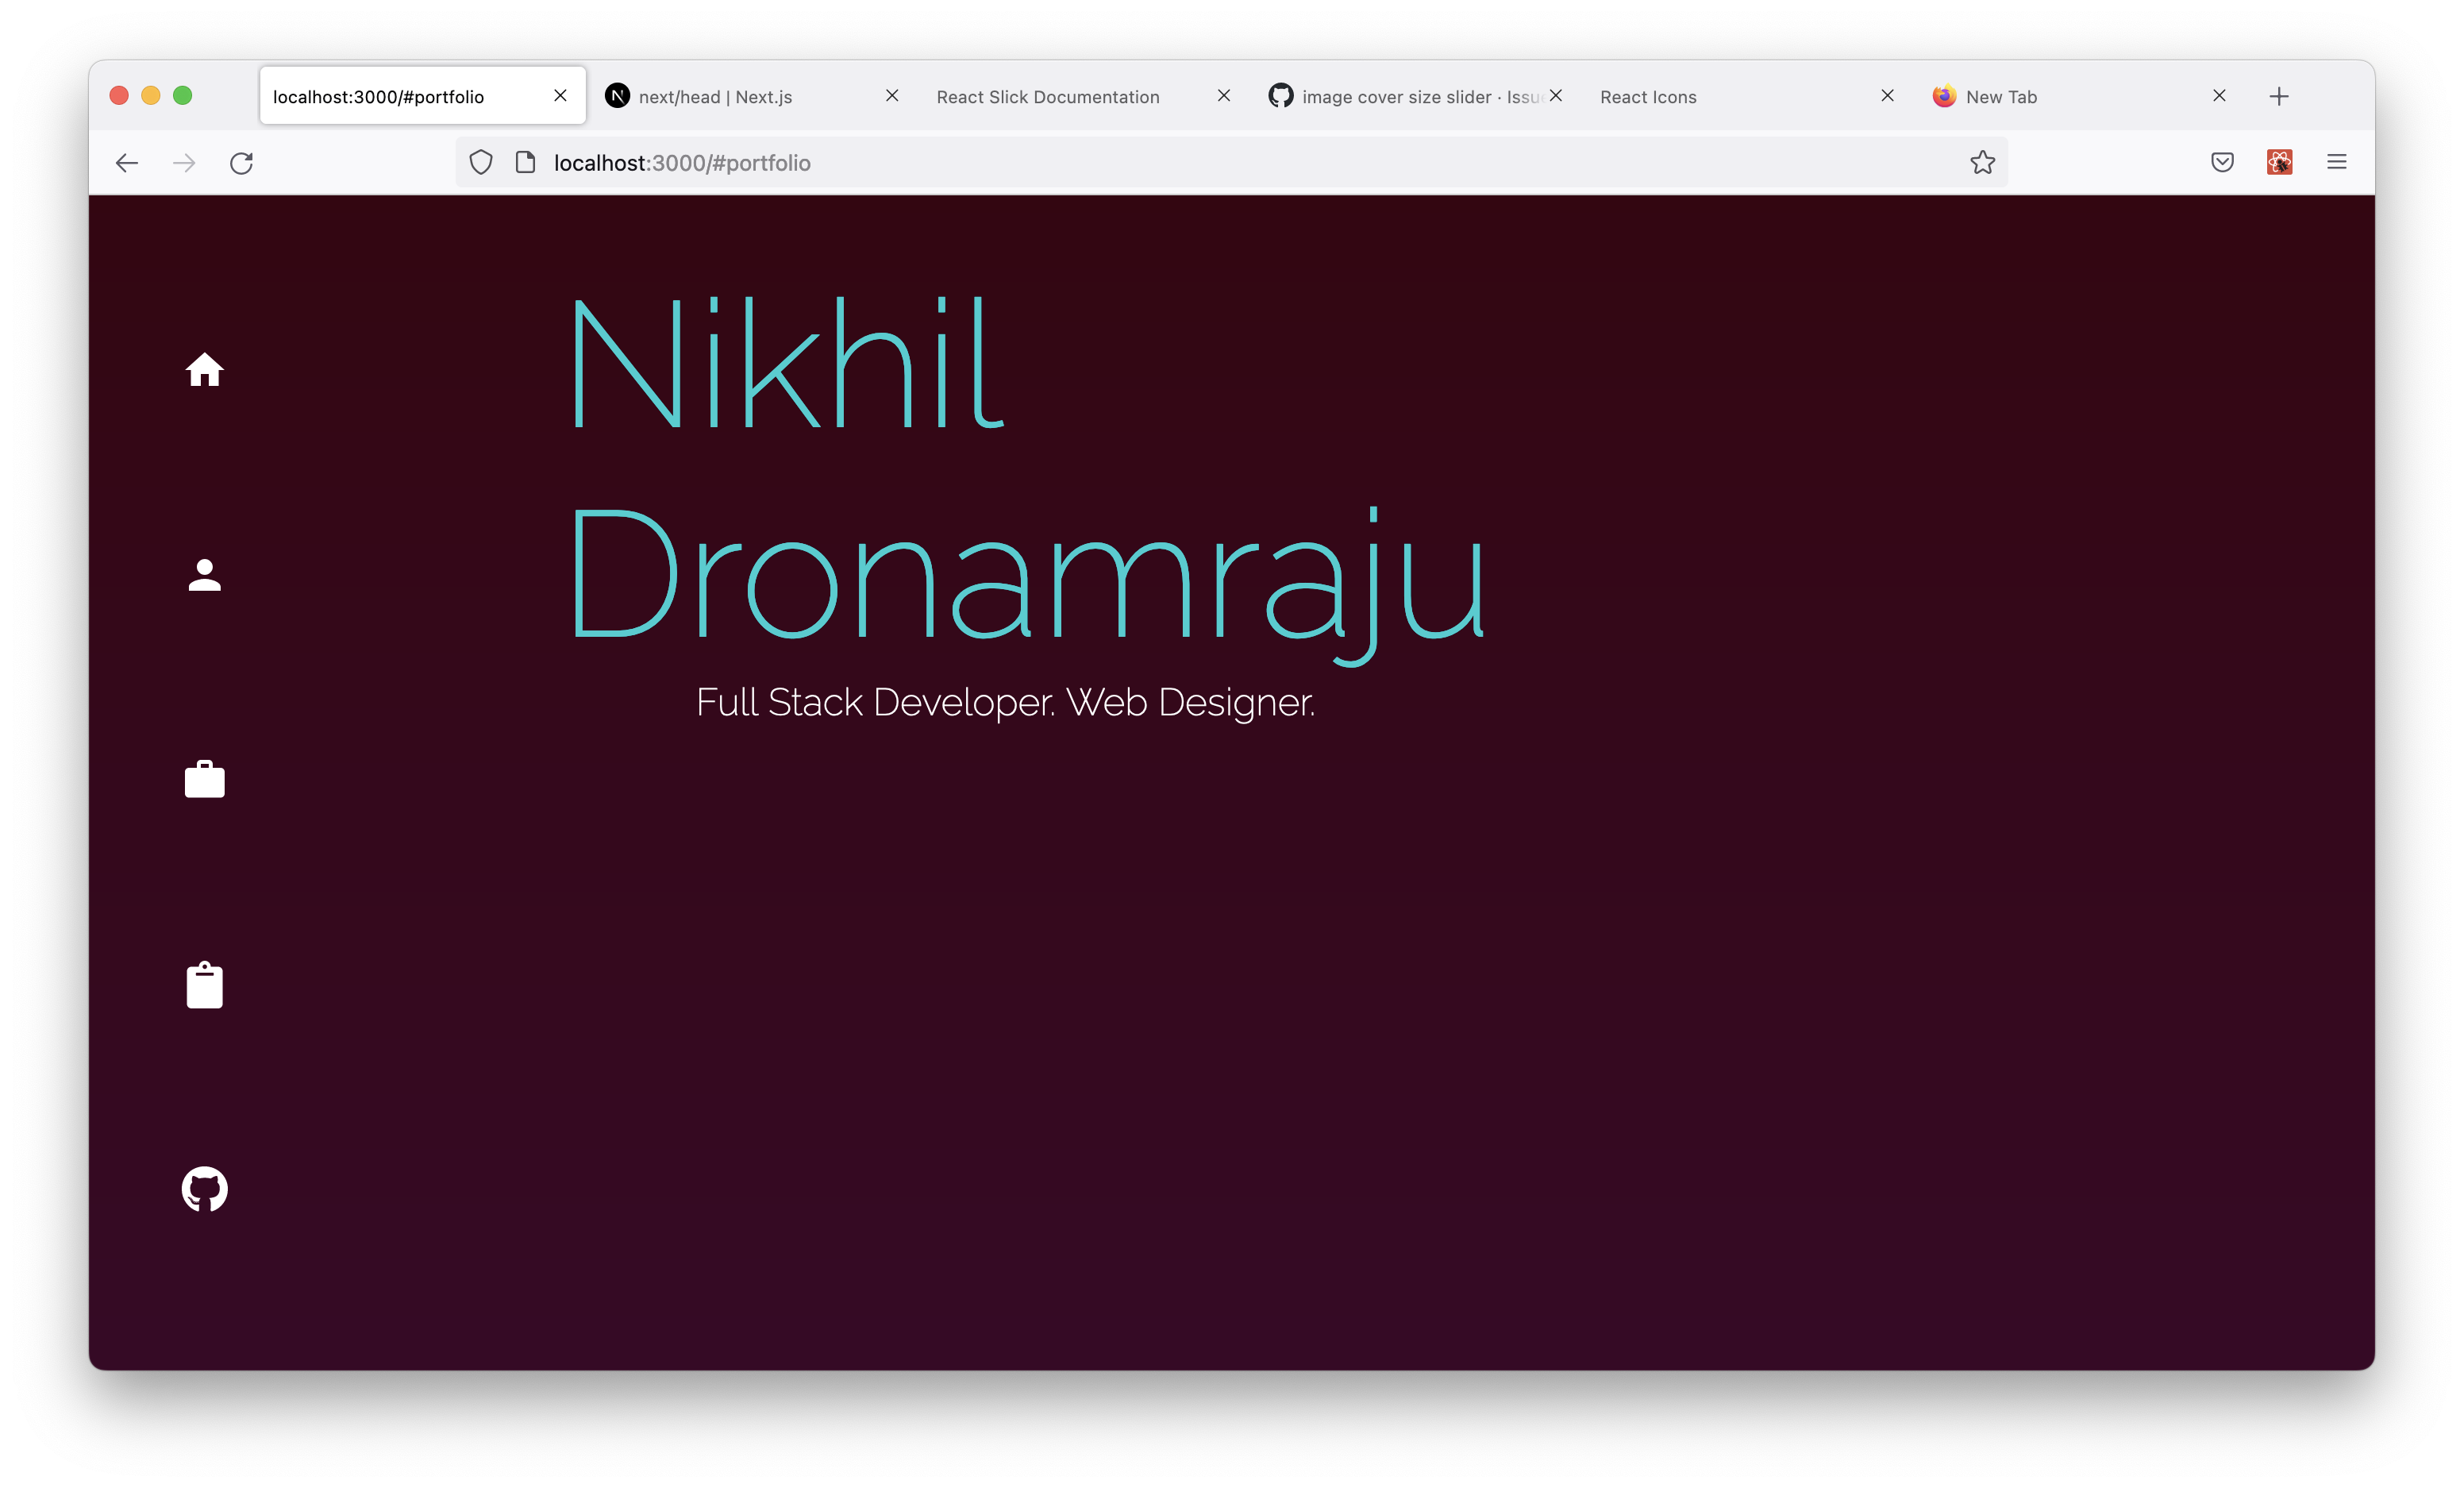 localhost:3000/#portfolio
next/head | Next.js
React Slick Documentation
image cover size slider · Issu
React Icons
New Tab
localhost:3000/#portfolio
Nikhil
Dronamraju
Full Stack Developer. Web Designer.